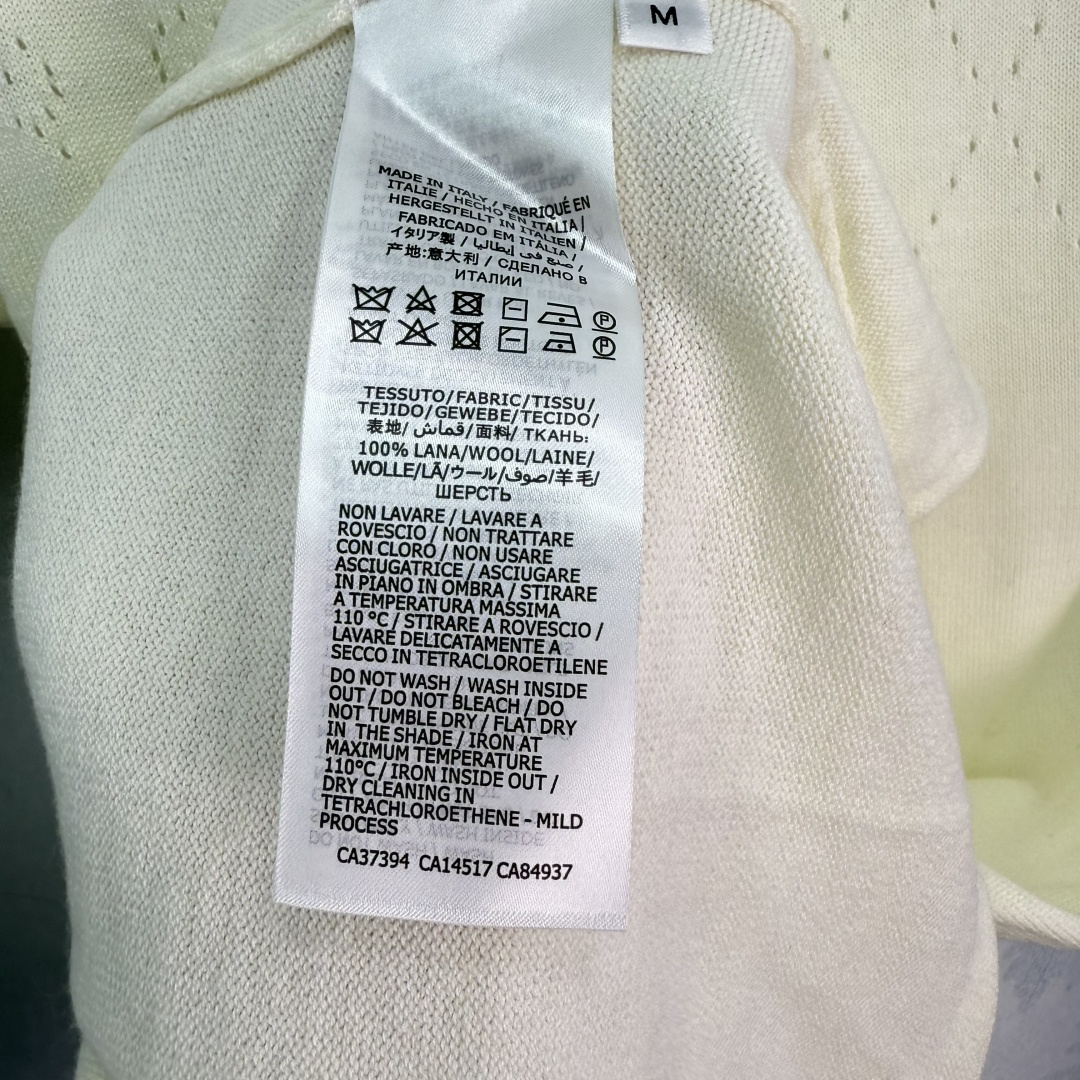 M
MADE IN ITALY / FABRIQUÉ EN
ITALIE / HECHO EN ITALIA /
HERGESTELLT IN ITALIEN /
FABRICADO EM ITÁLIA /
イタリア製 / صنع في إيطاليا /
产地:意大利 / СДЕЛАНО В
ИТАЛИИ
P
P
TESSUTO/FABRIC/TISSU/
TEJIDO/GEWEBE/TECIDO/
表地/ قماش/面料/ ТКАНЬ:
100% LANA/WOOL/LAINE/
WOLLE/LÃ/ウール/صوف/羊毛/
ШЕРСТЬ
NON LAVARE / LAVARE A
ROVESCIO / NON TRATTARE
CON CLORO / NON USARE
ASCIUGATRICE / ASCIUGARE
IN PIANO IN OMBRA / STIRARE
A TEMPERATURA MASSIMA
110 °C / STIRARE A ROVESCIO /
LAVARE DELICATAMENTE A
SECCO IN TETRACLOROETILENE
DO NOT WASH / WASH INSIDE
OUT / DO NOT BLEACH / DO
NOT TUMBLE DRY / FLAT DRY
IN THE SHADE / IRON AT
MAXIMUM TEMPERATURE
110°C / IRON INSIDE OUT /
DRY CLEANING IN
TETRACHLOROETHENE - MILD
PROCESS
CA37394 CA14517 CA84937